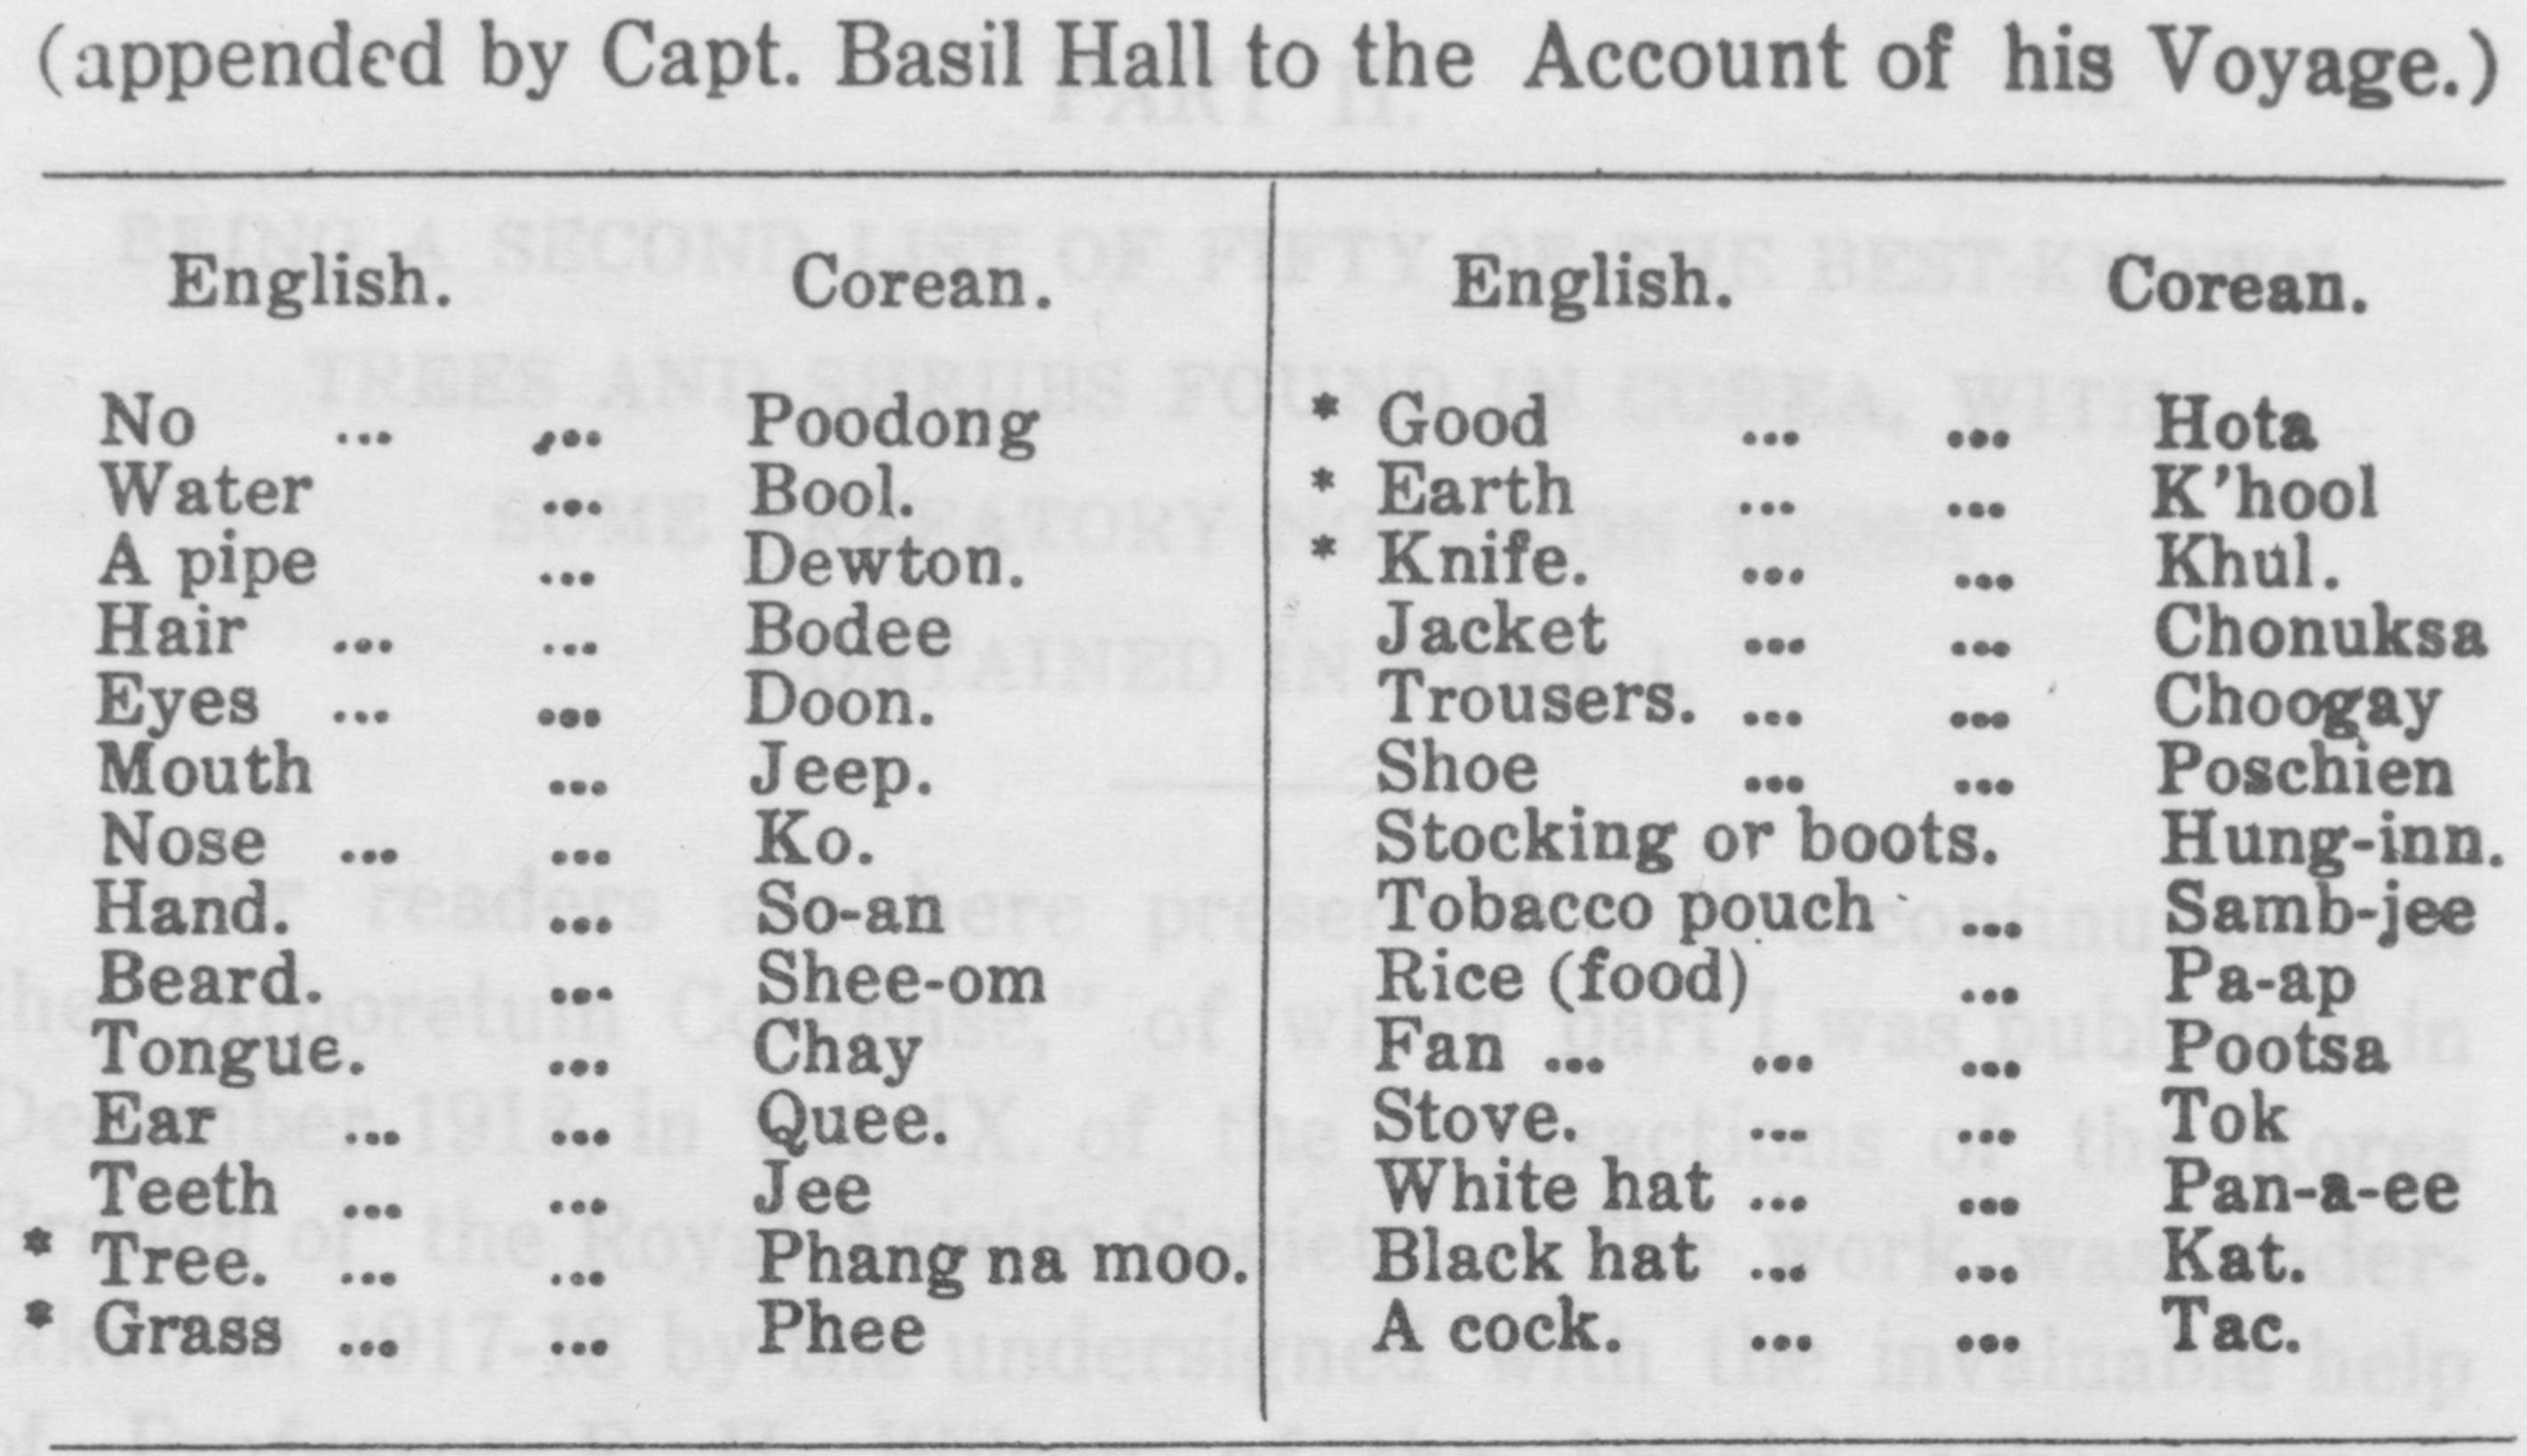 (appended by Capt. Basil Hall to the Account of his Voyage.)
English. Corean.
No ... ... Poodong
Water ... Bool.
A pipe ... Dewton.
Hair ... ... Bodee
Eyes ... ... Doon.
Mouth ... Jeep.
Nose ... ... Ko.
Hand. ... So-an
Beard. ... Shee-om
Tongue. ... Chay
Ear ... ... Quee.
Teeth ... ... Jee
* Tree. ... ... Phang na moo.
* Grass ... ... Phee
English. Corean.
* Good ... ... Hota
* Earth ... ... K'hool
* Knife. ... ... Khul.
Jacket ... ... Chonuksa
Trousers. ... ... Choogay
Shoe ... ... Poschien
Stocking or boots. Hung-inn.
Tobacco pouch ... Samb-jee
Rice (food) ... Pa-ap
Fan ... ... ... Pootsa
Stove. ... ... Tok
White hat ... ... Pan-a-ee
Black hat ... ... Kat.
A cock. ... ... Tac.